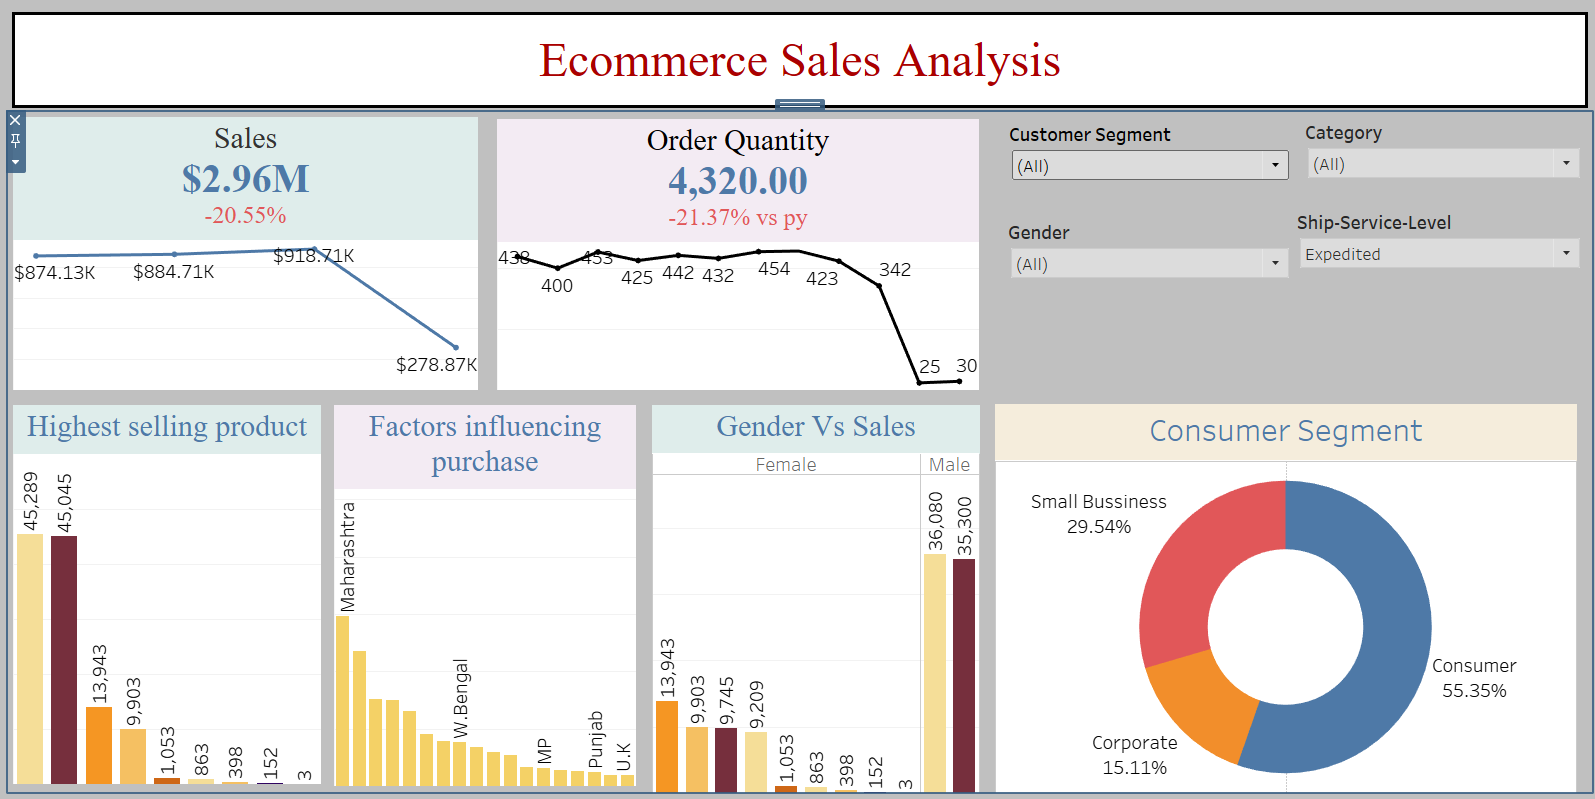 Ecommerce Sales Analysis
Sales
$2.96M
-20.55%
$874.13K
$884.71K
$918.71K
$278.87K
Order Quantity
4,320.00
-21.37% vs py
438
400
453
425
442
432
454
423
342
25
30
Customer Segment
(All)
Category
(All)
Gender
(All)
Ship-Service-Level
Expedited
Highest selling product
45,289
45,045
13,943
9,903
1,053
863
398
152
3
Factors influencing
purchase
Maharashtra
W.Bengal
MP
Punjab
U.K
Gender Vs Sales
Female
Male
13,943
9,903
9,745
9,209
1,053
863
398
152
3
36,080
35,300
Consumer Segment
Small Bussiness
29.54%
Consumer
55.35%
Corporate
15.11%